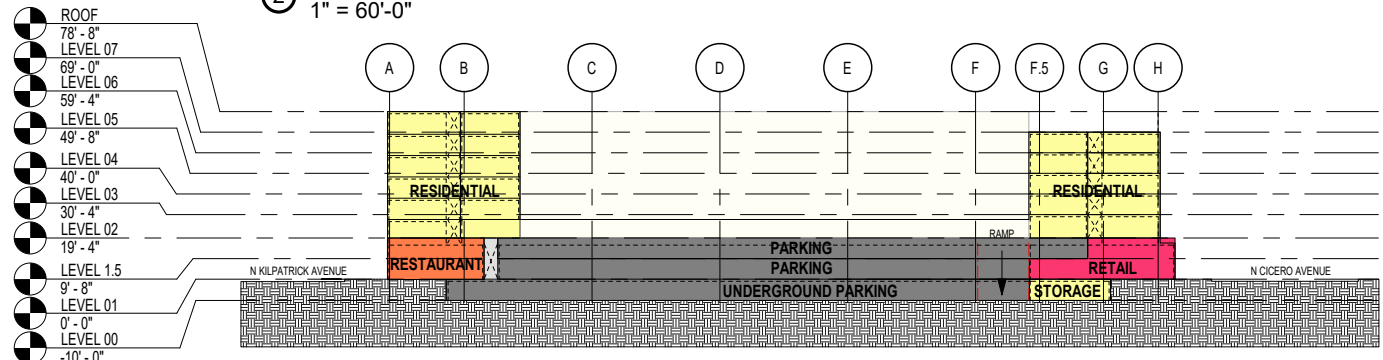 2
1" = 60'-0"
ROOF
78' - 8"
LEVEL 07
69' - 0"
LEVEL 06
59' - 4"
LEVEL 05
49' - 8"
LEVEL 04
40' - 0"
LEVEL 03
30' - 4"
LEVEL 02
19' - 4"
LEVEL 1.5
9' - 8"
LEVEL 01
0' - 0"
LEVEL 00
-10' - 0"
A B C D E F F.5 G H
RESIDENTIAL RESIDENTIAL
RAMP
PARKING
RESTAURANT PARKING RETAIL
N KILPATRICK AVENUE N CICERO AVENUE
UNDERGROUND PARKING STORAGE